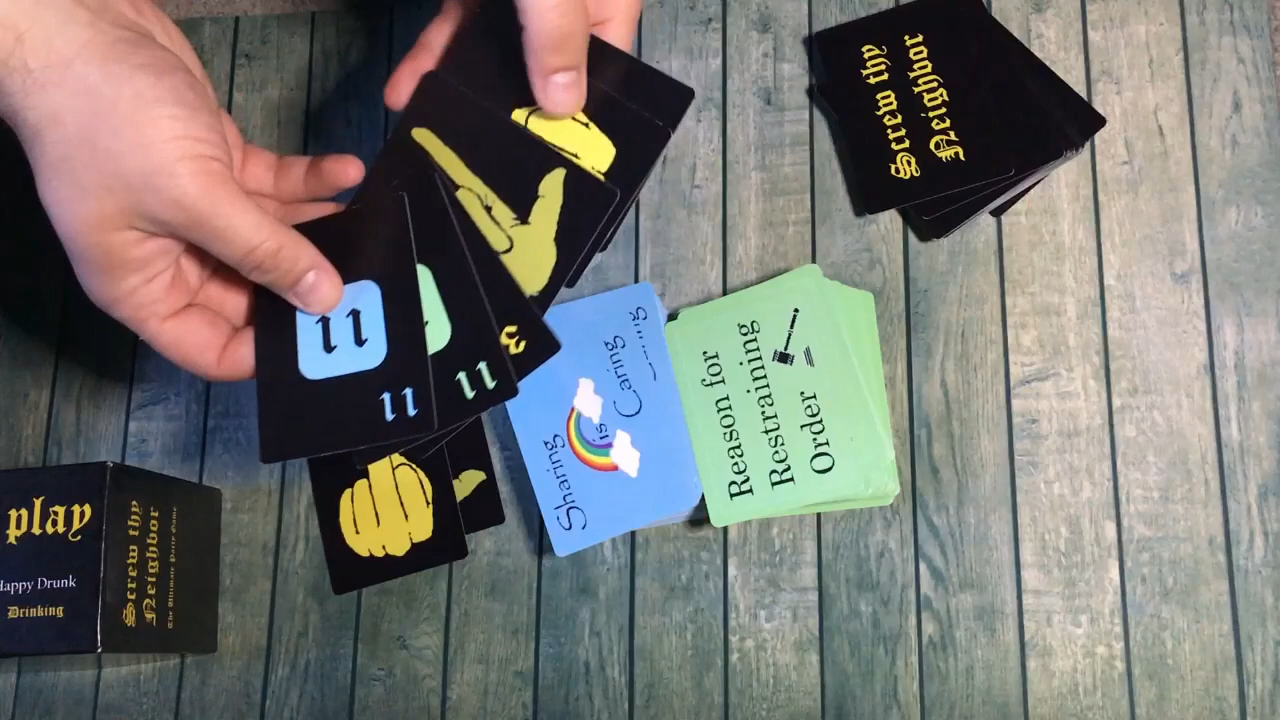 Screw thy
Neighbor
11
11
11
3
Sharing
is
Caring
Reason for
Restraining
Order
play
Happy Drunk
Drinking
Screw thy
Neighbor
The Ultimate Party Game